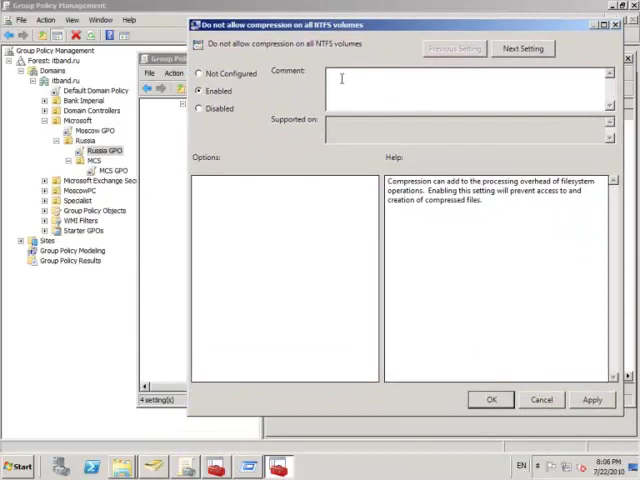 Group Policy Management
File Action View Window Help
Group Policy Management
Forest: itband.ru
Domains
itband.ru
Default Domain Policy
Bank Imperial
Domain Controllers
Microsoft
Moscow GPO
Russia
Russia GPO
MCS
MCS GPO
Microsoft Exchange Sec
MoscowPC
Specialist
Group Policy Objects
WMI Filters
Starter GPOs
Sites
Group Policy Modeling
Group Policy Results
File Action
4 setting(s)
Do not allow compression on all NTFS volumes
Do not allow compression on all NTFS volumes
Previous Setting Next Setting
Not Configured
Enabled
Disabled
Comment:
Supported on:
Options:
Help:
Compression can add to the processing overhead of filesystem
operations. Enabling this setting will prevent access to and
creation of compressed files.
OK Cancel Apply
Start
EN
8:06 PM
7/22/2010